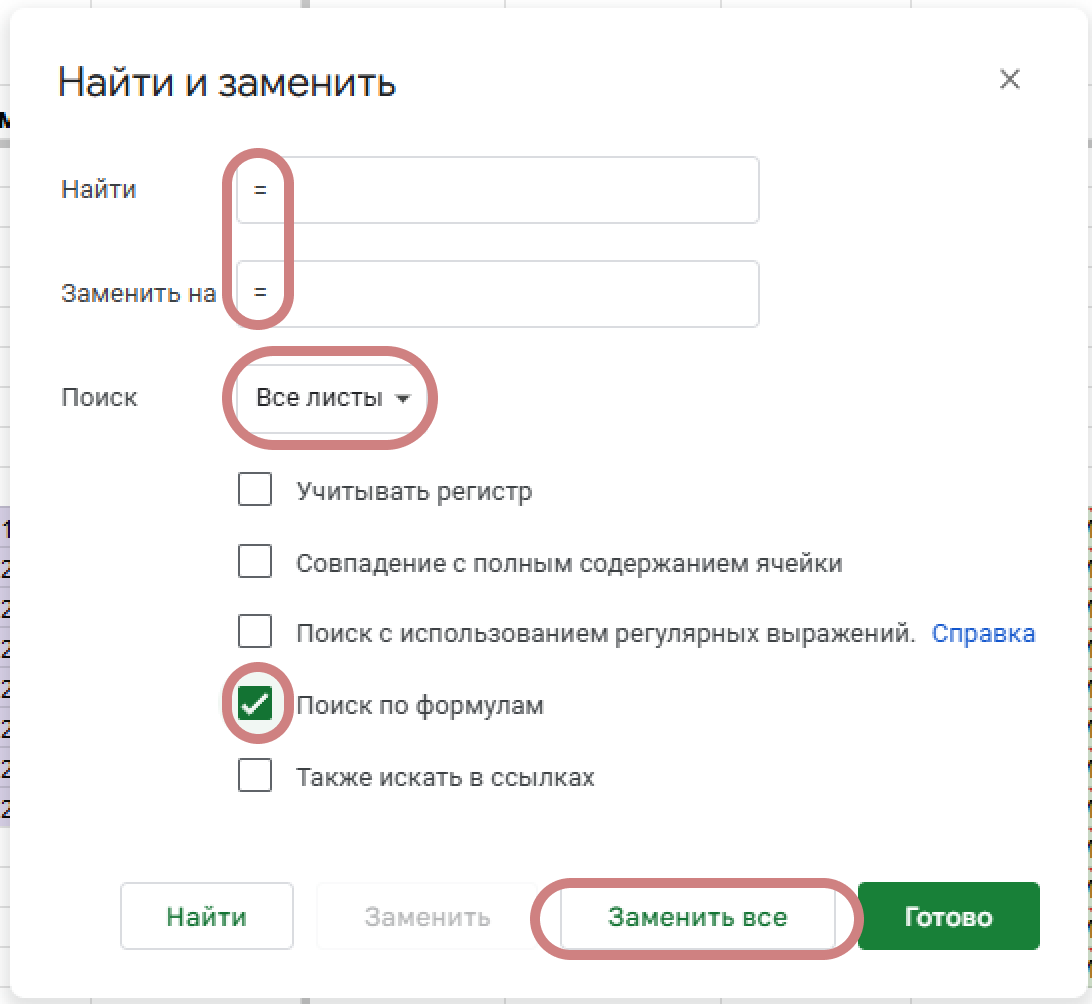 Найти и заменить
Найти =
Заменить на =
Поиск Все листы
Учитывать регистр
Совпадение с полным содержанием ячейки
Поиск с использованием регулярных выражений. Справка
Поиск по формулам
Также искать в ссылках
Найти Заменить Заменить все Готово